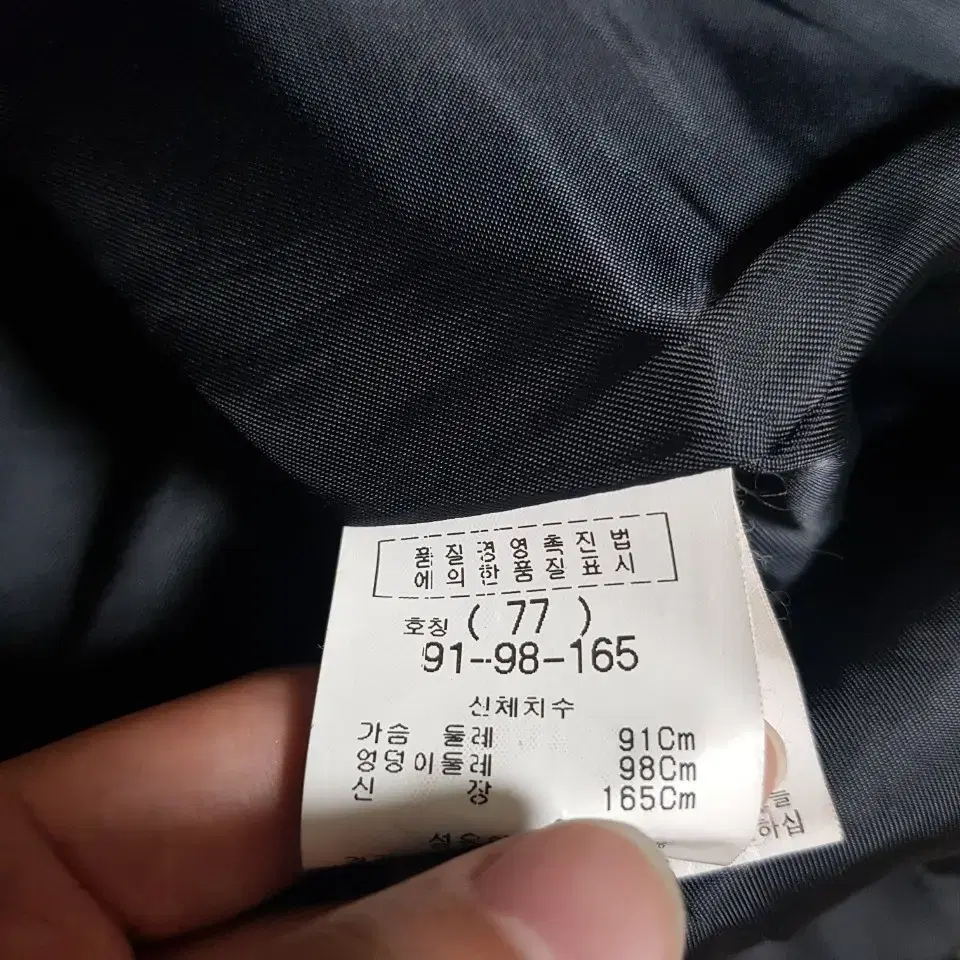 품질경영촉진법
에의한품질표시
호칭 ( 77 )
91-98-165
신체치수
가슴 둘레 91Cm
엉덩이둘레 98Cm
신 장 165Cm
하십